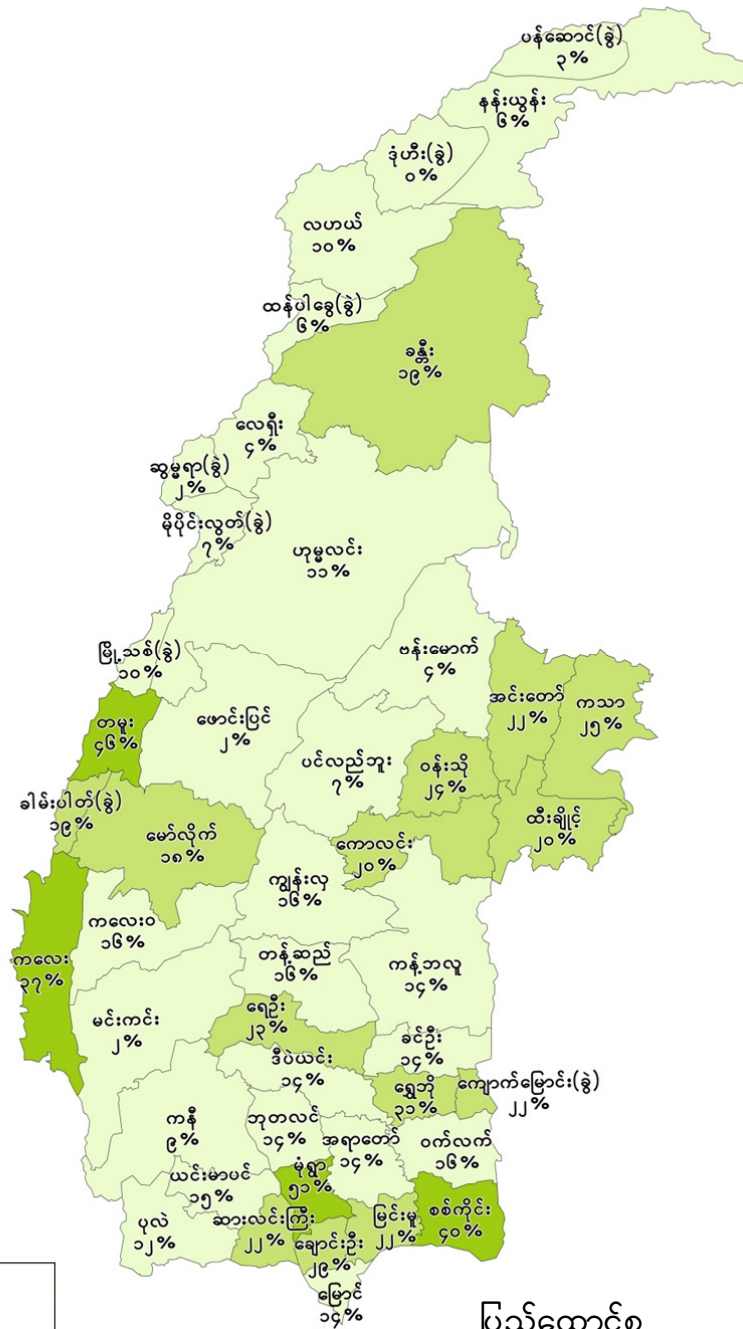 ပန်ဆောင်(ခွဲ)
၃%
နန်းယွန်း
၆%
ဒုံဟီး(ခွဲ)
၀%
လဟယ်
၁၀%
ထန်ပါခွေ(ခွဲ)
၆%
ခန္တီး
၁၉%
လေရှီး
၄%
ဆွမ္မရာ(ခွဲ)
၂%
မိုပိုင်းလွတ်(ခွဲ)
၇%
ဟုမ္မလင်း
၁၁%
ဗန်းမောက်
၄%
မြို့သစ်(ခွဲ)
၁၀%
အင်းတော်
၂၂%
ကသာ
၂၅%
တမူး
၄၆%
ဖောင်းပြင်
၂%
ပင်လည်ဘူး
၇%
ဝန်းသို
၂၄%
ခါမ်းပါတ်(ခွဲ)
၁၉%
မော်လိုက်
၁၈%
ကောလင်း
၂၀%
ထီးချိုင့်
၂၀%
ကျွန်းလှ
၁၆%
ကလေးဝ
၁၆%
ကလေး
၃၇%
တန့်ဆည်
၁၆%
ကန့်ဘလူ
၁၄%
မင်းကင်း
၂%
ရေဦး
၂၃%
ခင်ဦး
၁၄%
ဒီပဲယင်း
၁၄%
ရွှေဘို
၃၁%
ကျောက်မြောင်း(ခွဲ)
၂၂%
ကနီ
၉%
ဘုတလင်
၁၄%
အရာတော်
၁၄%
ဝက်လက်
၁၆%
ယင်းမာပင်
၁၅%
မုံရွာ
၅၁%
ပုလဲ
၁၂%
ဆားလင်းကြီး
၂၂%
ချောင်းဦး
၂၉%
မြင်းမူ
၂၂%
စစ်ကိုင်း
၄၀%
မြောင်
၁၄%